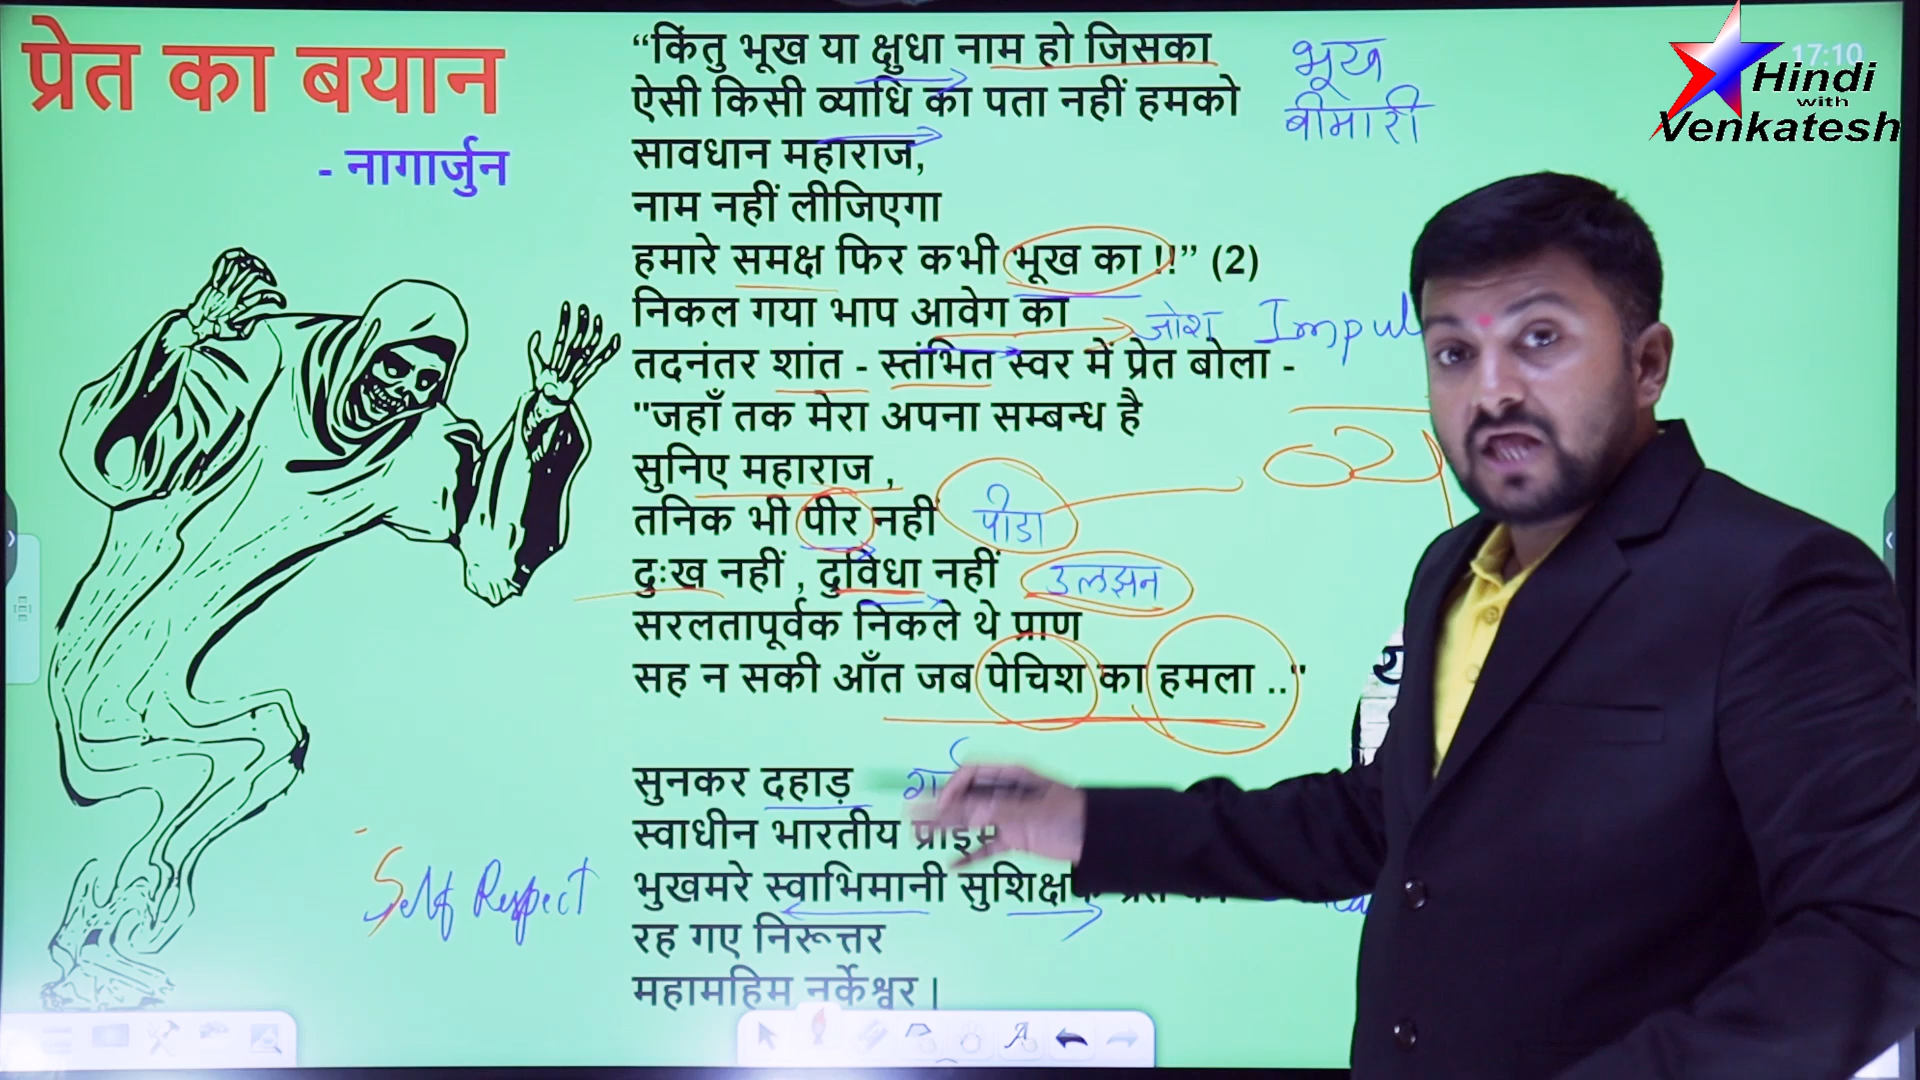 प्रेत का बयान
- नागार्जुन
“किंतु भूख या क्षुधा नाम हो जिसका
ऐसी किसी व्याधि का पता नहीं हमको
सावधान महाराज,
नाम नहीं लीजिएगा
हमारे समक्ष फिर कभी भूख का !!” (2)
निकल गया भाप आवेग का
तदनंतर शांत - स्तंभित स्वर में प्रेत बोला -
"जहाँ तक मेरा अपना सम्बन्ध है
सुनिए महाराज ,
तनिक भी पीर नही
दुःख नहीं , दुविधा नहीं
सरलतापूर्वक निकले थे प्राण
सह न सकी आँत जब पेचिश का हमला .."
सुनकर दहाड़
स्वाधीन भारतीय
भुखमरे स्वाभिमानी
रह गए निरूत्तर
महामहिम नर्केश्वर |
भूख
बीमारी
जोश
पीडा
उलझन
Self Respect
17:10
Hindi
with
Venkatesh